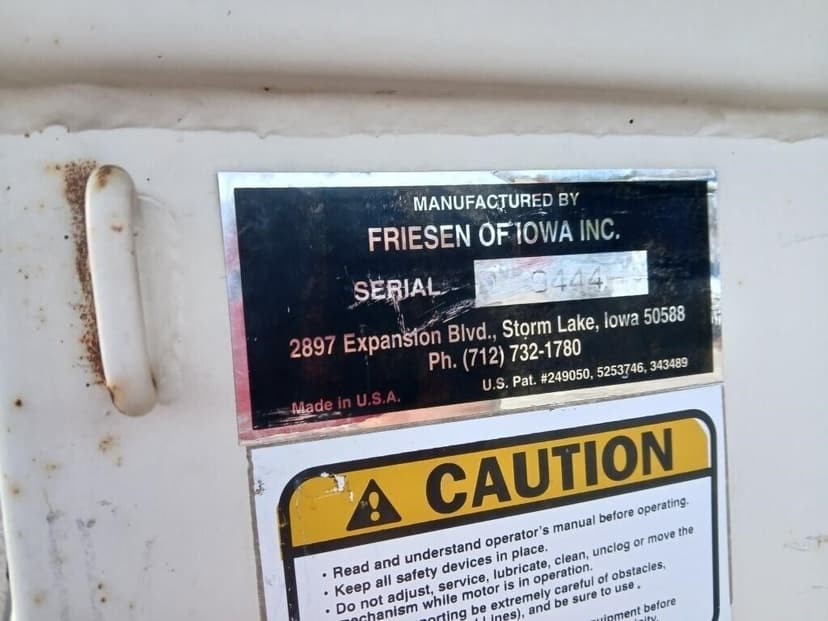 MANUFACTURED BY
FRIESEN OF IOWA INC.
SERIAL 9444
2897 Expansion Blvd., Storm Lake, Iowa 50588
Ph. (712) 732-1780
U.S. Pat. #249050, 5253746, 343489
Made in U.S.A.
CAUTION
• Read and understand operator's manual before operating.
• Keep all safety devices in place.
• Do not adjust, service, lubricate, clean, unclog or move the
mechanism while motor is in operation.
be extremely careful of obstacles,
and be sure to use.
before